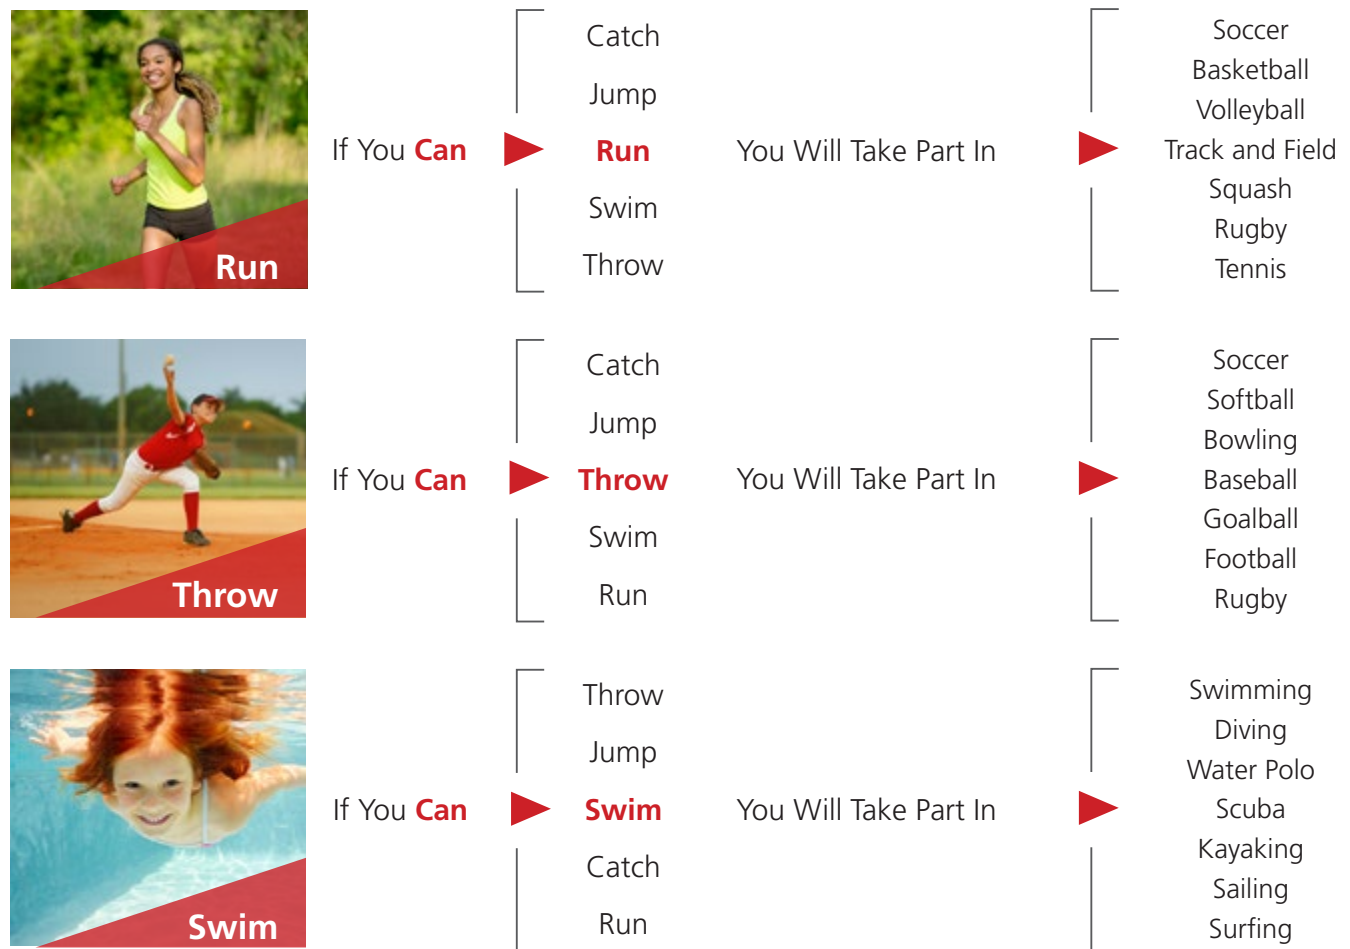 Run
If You Can
Catch
Jump
Run
Swim
Throw
You Will Take Part In
Soccer
Basketball
Volleyball
Track and Field
Squash
Rugby
Tennis
Throw
If You Can
Catch
Jump
Throw
Swim
Run
You Will Take Part In
Soccer
Softball
Bowling
Baseball
Goalball
Football
Rugby
Swim
If You Can
Throw
Jump
Swim
Catch
Run
You Will Take Part In
Swimming
Diving
Water Polo
Scuba
Kayaking
Sailing
Surfing